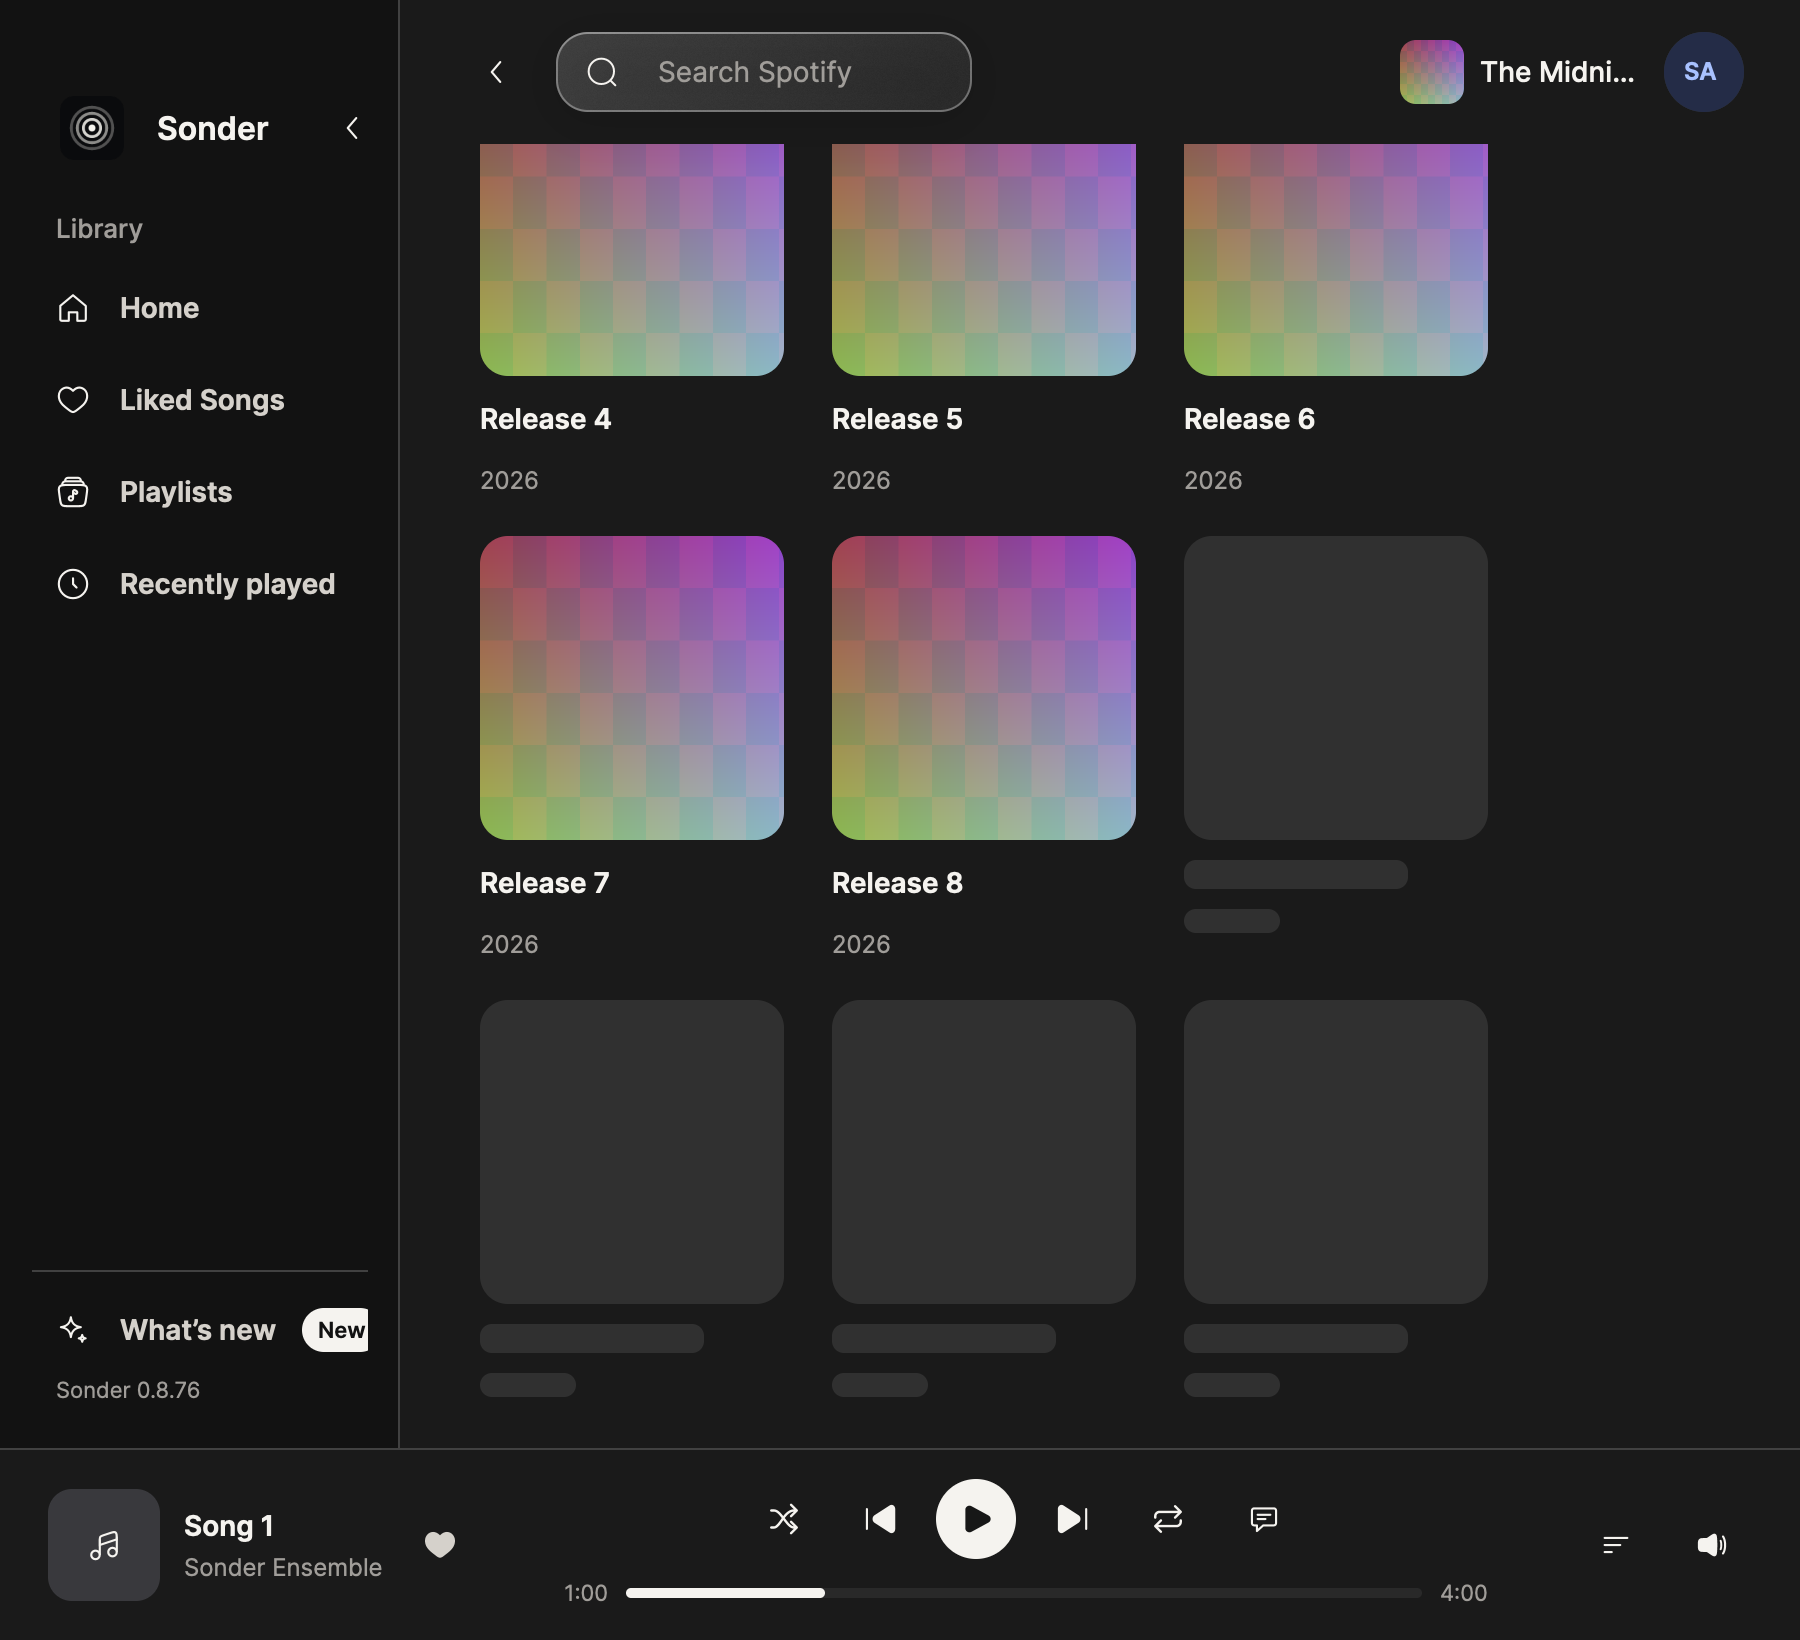 Search Spotify
The Midni...
SA
Sonder
Library
Home
Liked Songs
Playlists
Recently played
Release 4
Release 5
Release 6
2026
2026
2026
Release 7
Release 8
2026
2026
What's new
New
Sonder 0.8.76
Song 1
Sonder Ensemble
1:00
4:00